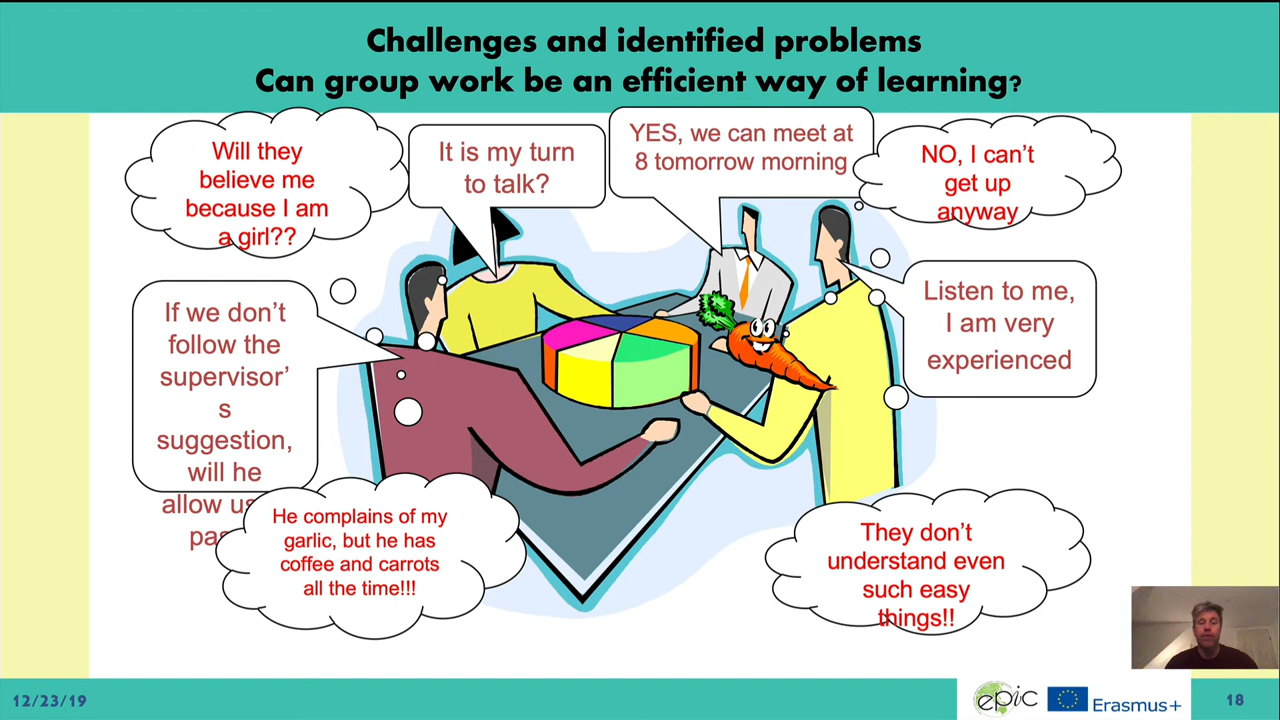 Challenges and identified problems
Can group work be an efficient way of learning?
Will they
believe me
because I am
a girl??
It is my turn
to talk?
YES, we can meet at
8 tomorrow morning
NO, I can't
get up
anyway
If we don't
follow the
supervisor'
s
suggestion,
will he
allow
Listen to me,
I am very
experienced
He complains of my
garlic, but he has
coffee and carrots
all the time!!!
They don't
understand even
such easy
things!!
12/23/19
epic
Erasmus+
18